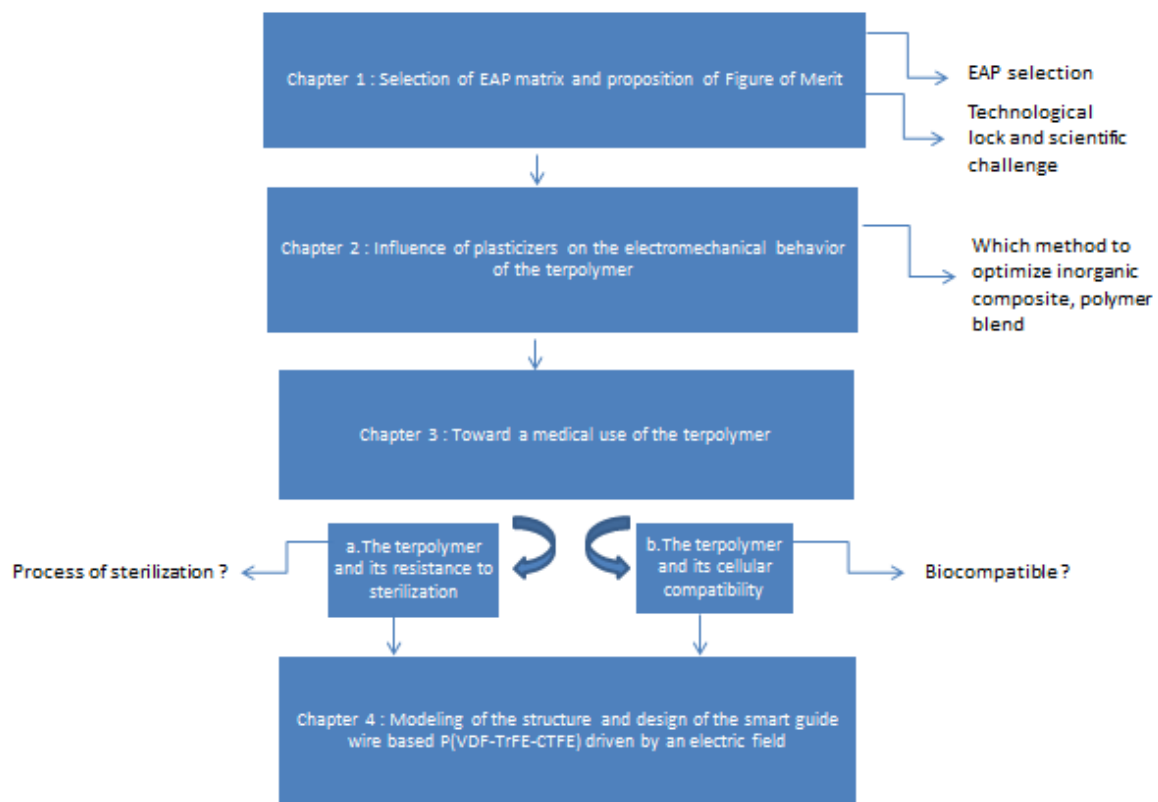 Chapter 1 : Selection of EAP matrix and proposition of Figure of Merit
EAP selection
Technological
lock and scientific
challenge
Chapter 2 : Influence of plasticizers on the electromechanical behavior
of the terpolymer
Which method to
optimize inorganic
composite, polymer
blend
Chapter 3 : Toward a medical use of the terpolymer
Process of sterilization ?
a.The terpolymer
and its resistance to
sterilization
b.The terpolymer
and its cellular
compatibility
Biocompatible ?
Chapter 4 : Modeling of the structure and design of the smart guide
wire based P(VDF-TrFE-CTFE) driven by an electric field